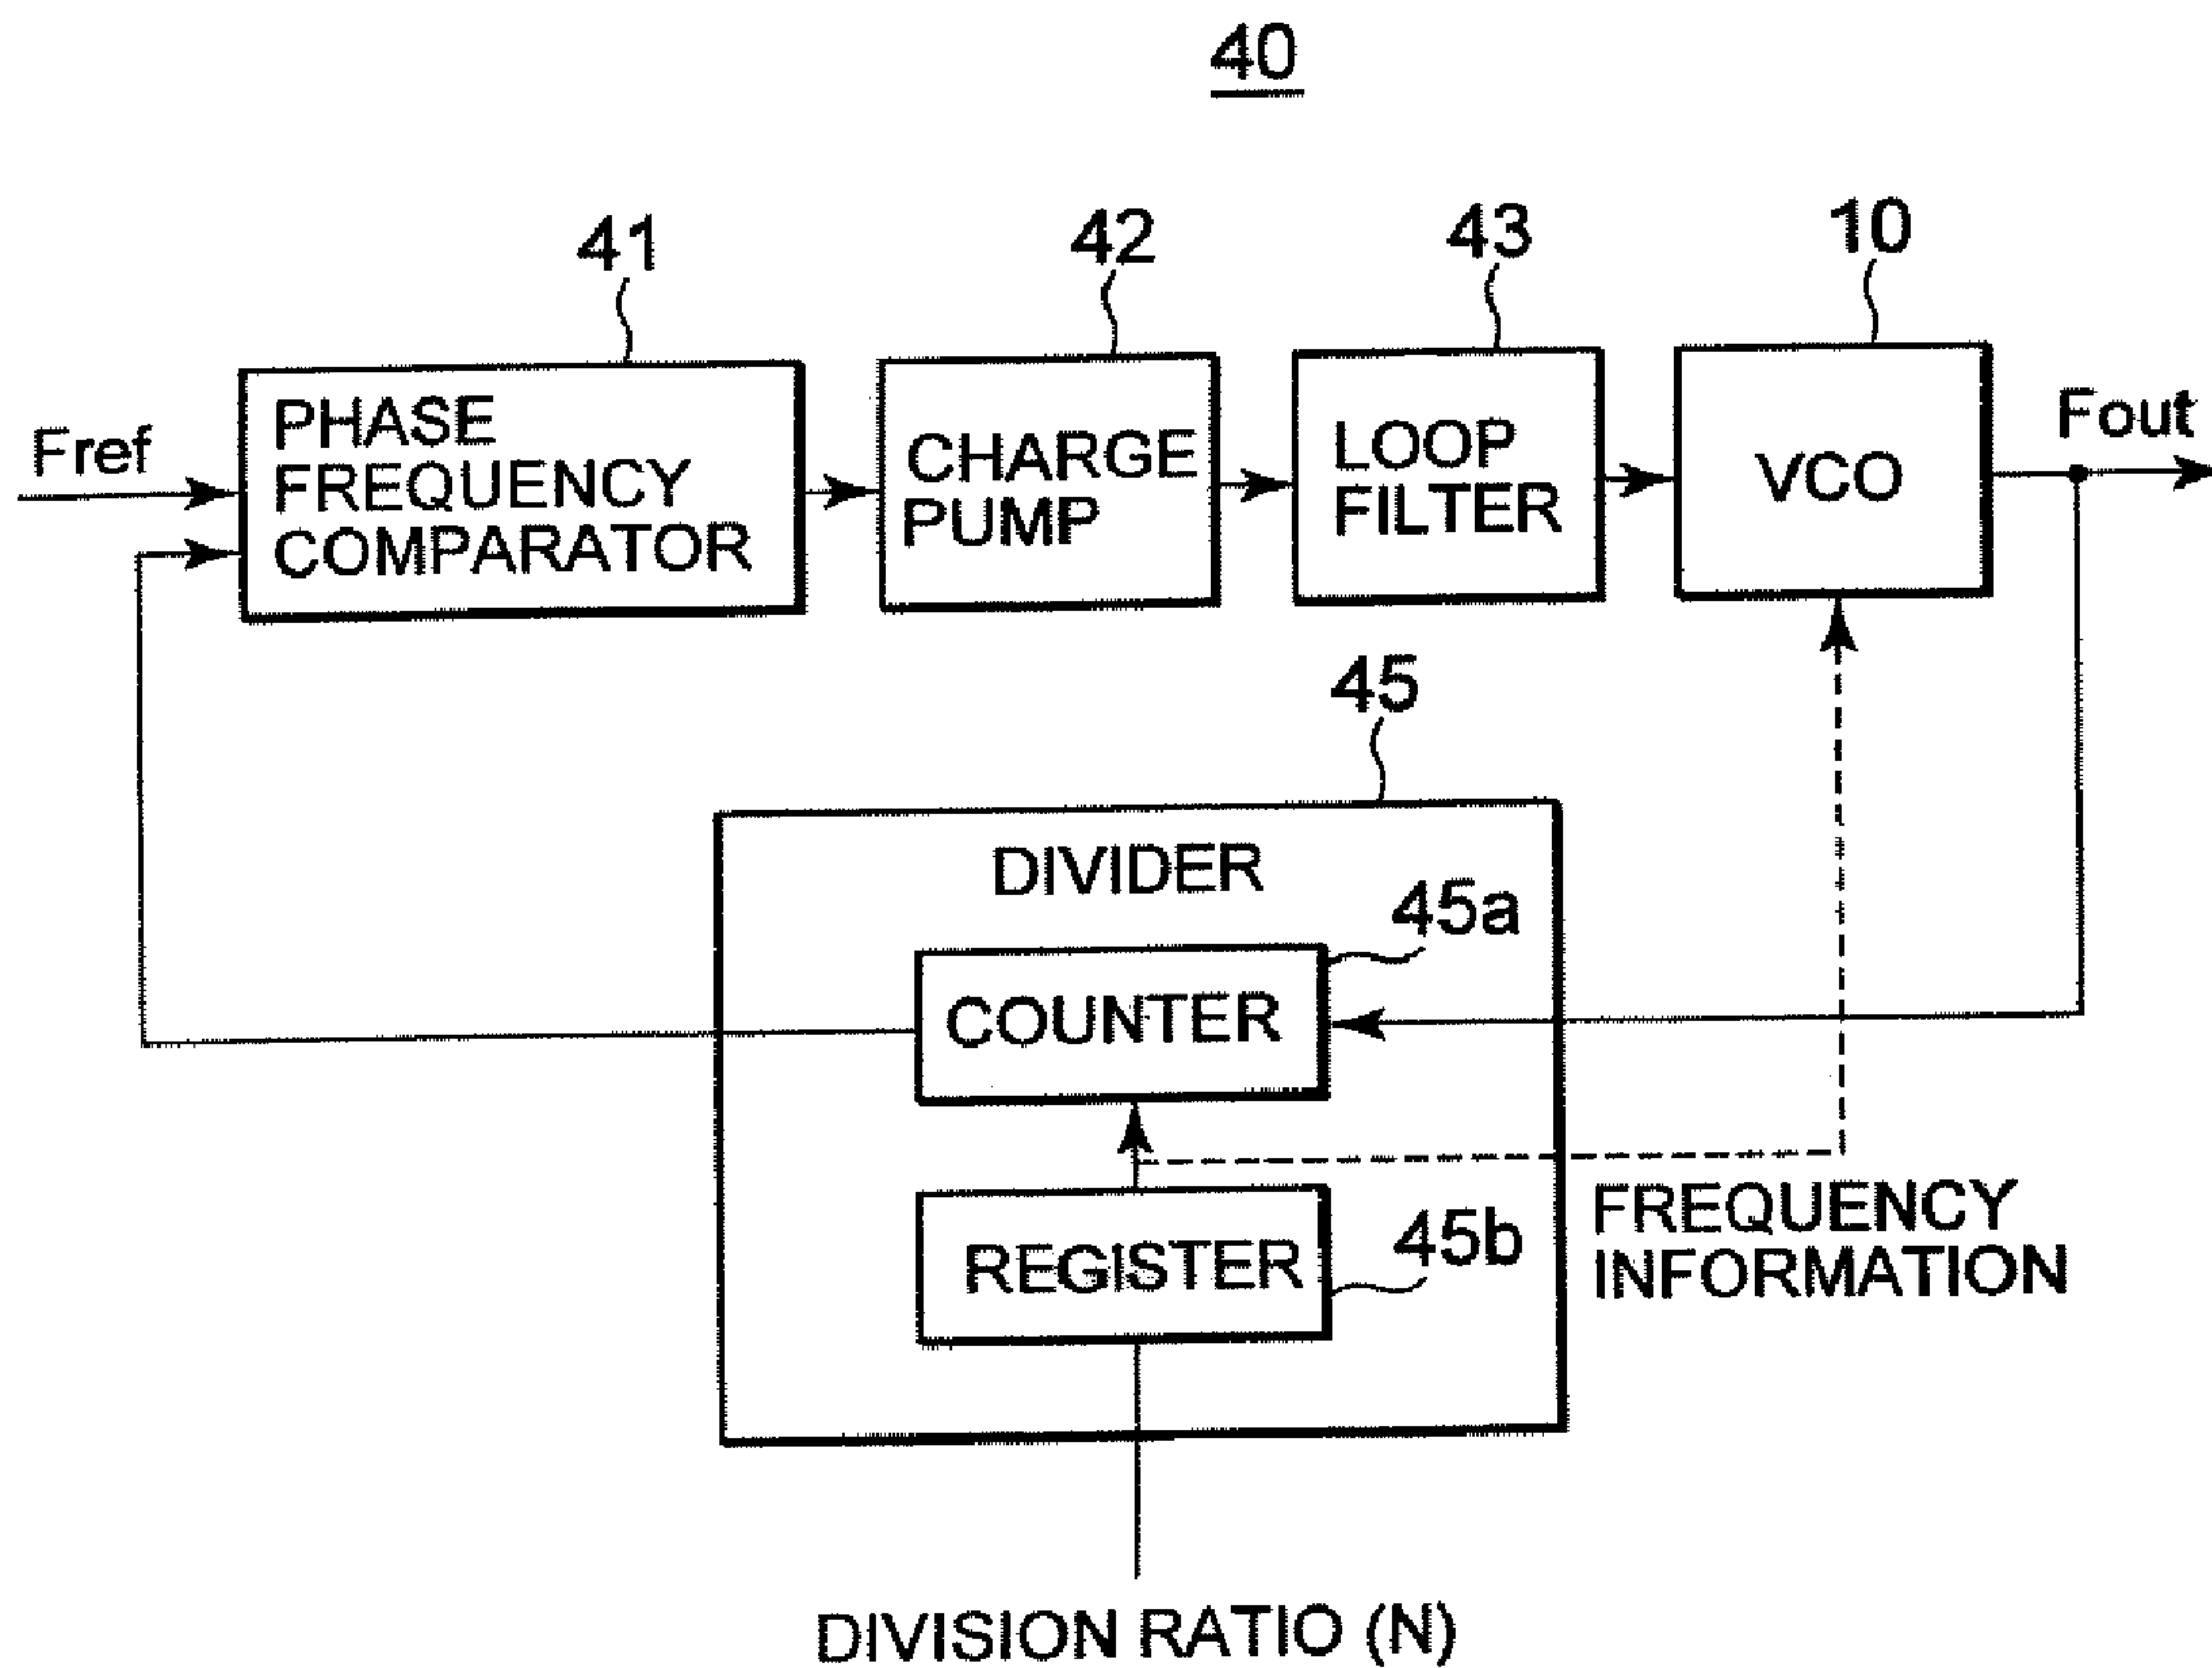 40
41
42
43
10
Fref
PHASE
FREQUENCY
COMPARATOR
CHARGE
PUMP
LOOP
FILTER
VCO
Fout
45
DIVIDER
45a
COUNTER
REGISTER
45b
FREQUENCY
INFORMATION
DIVISION RATIO (N)